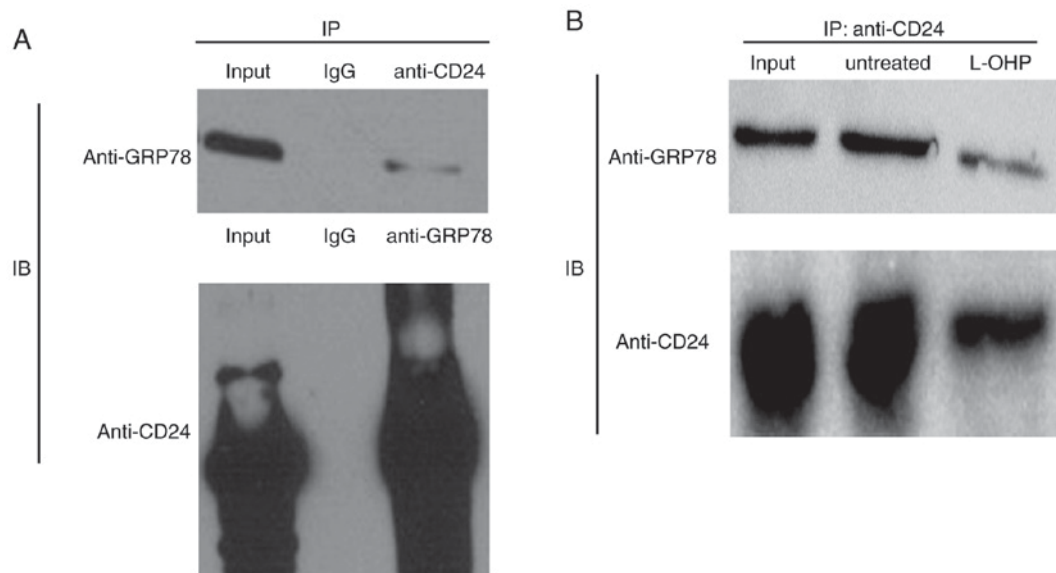 A
IP
Input IgG anti-CD24
Anti-GRP78
Input IgG anti-GRP78
IB
Anti-CD24
B
IP: anti-CD24
Input untreated L-OHP
Anti-GRP78
IB
Anti-CD24